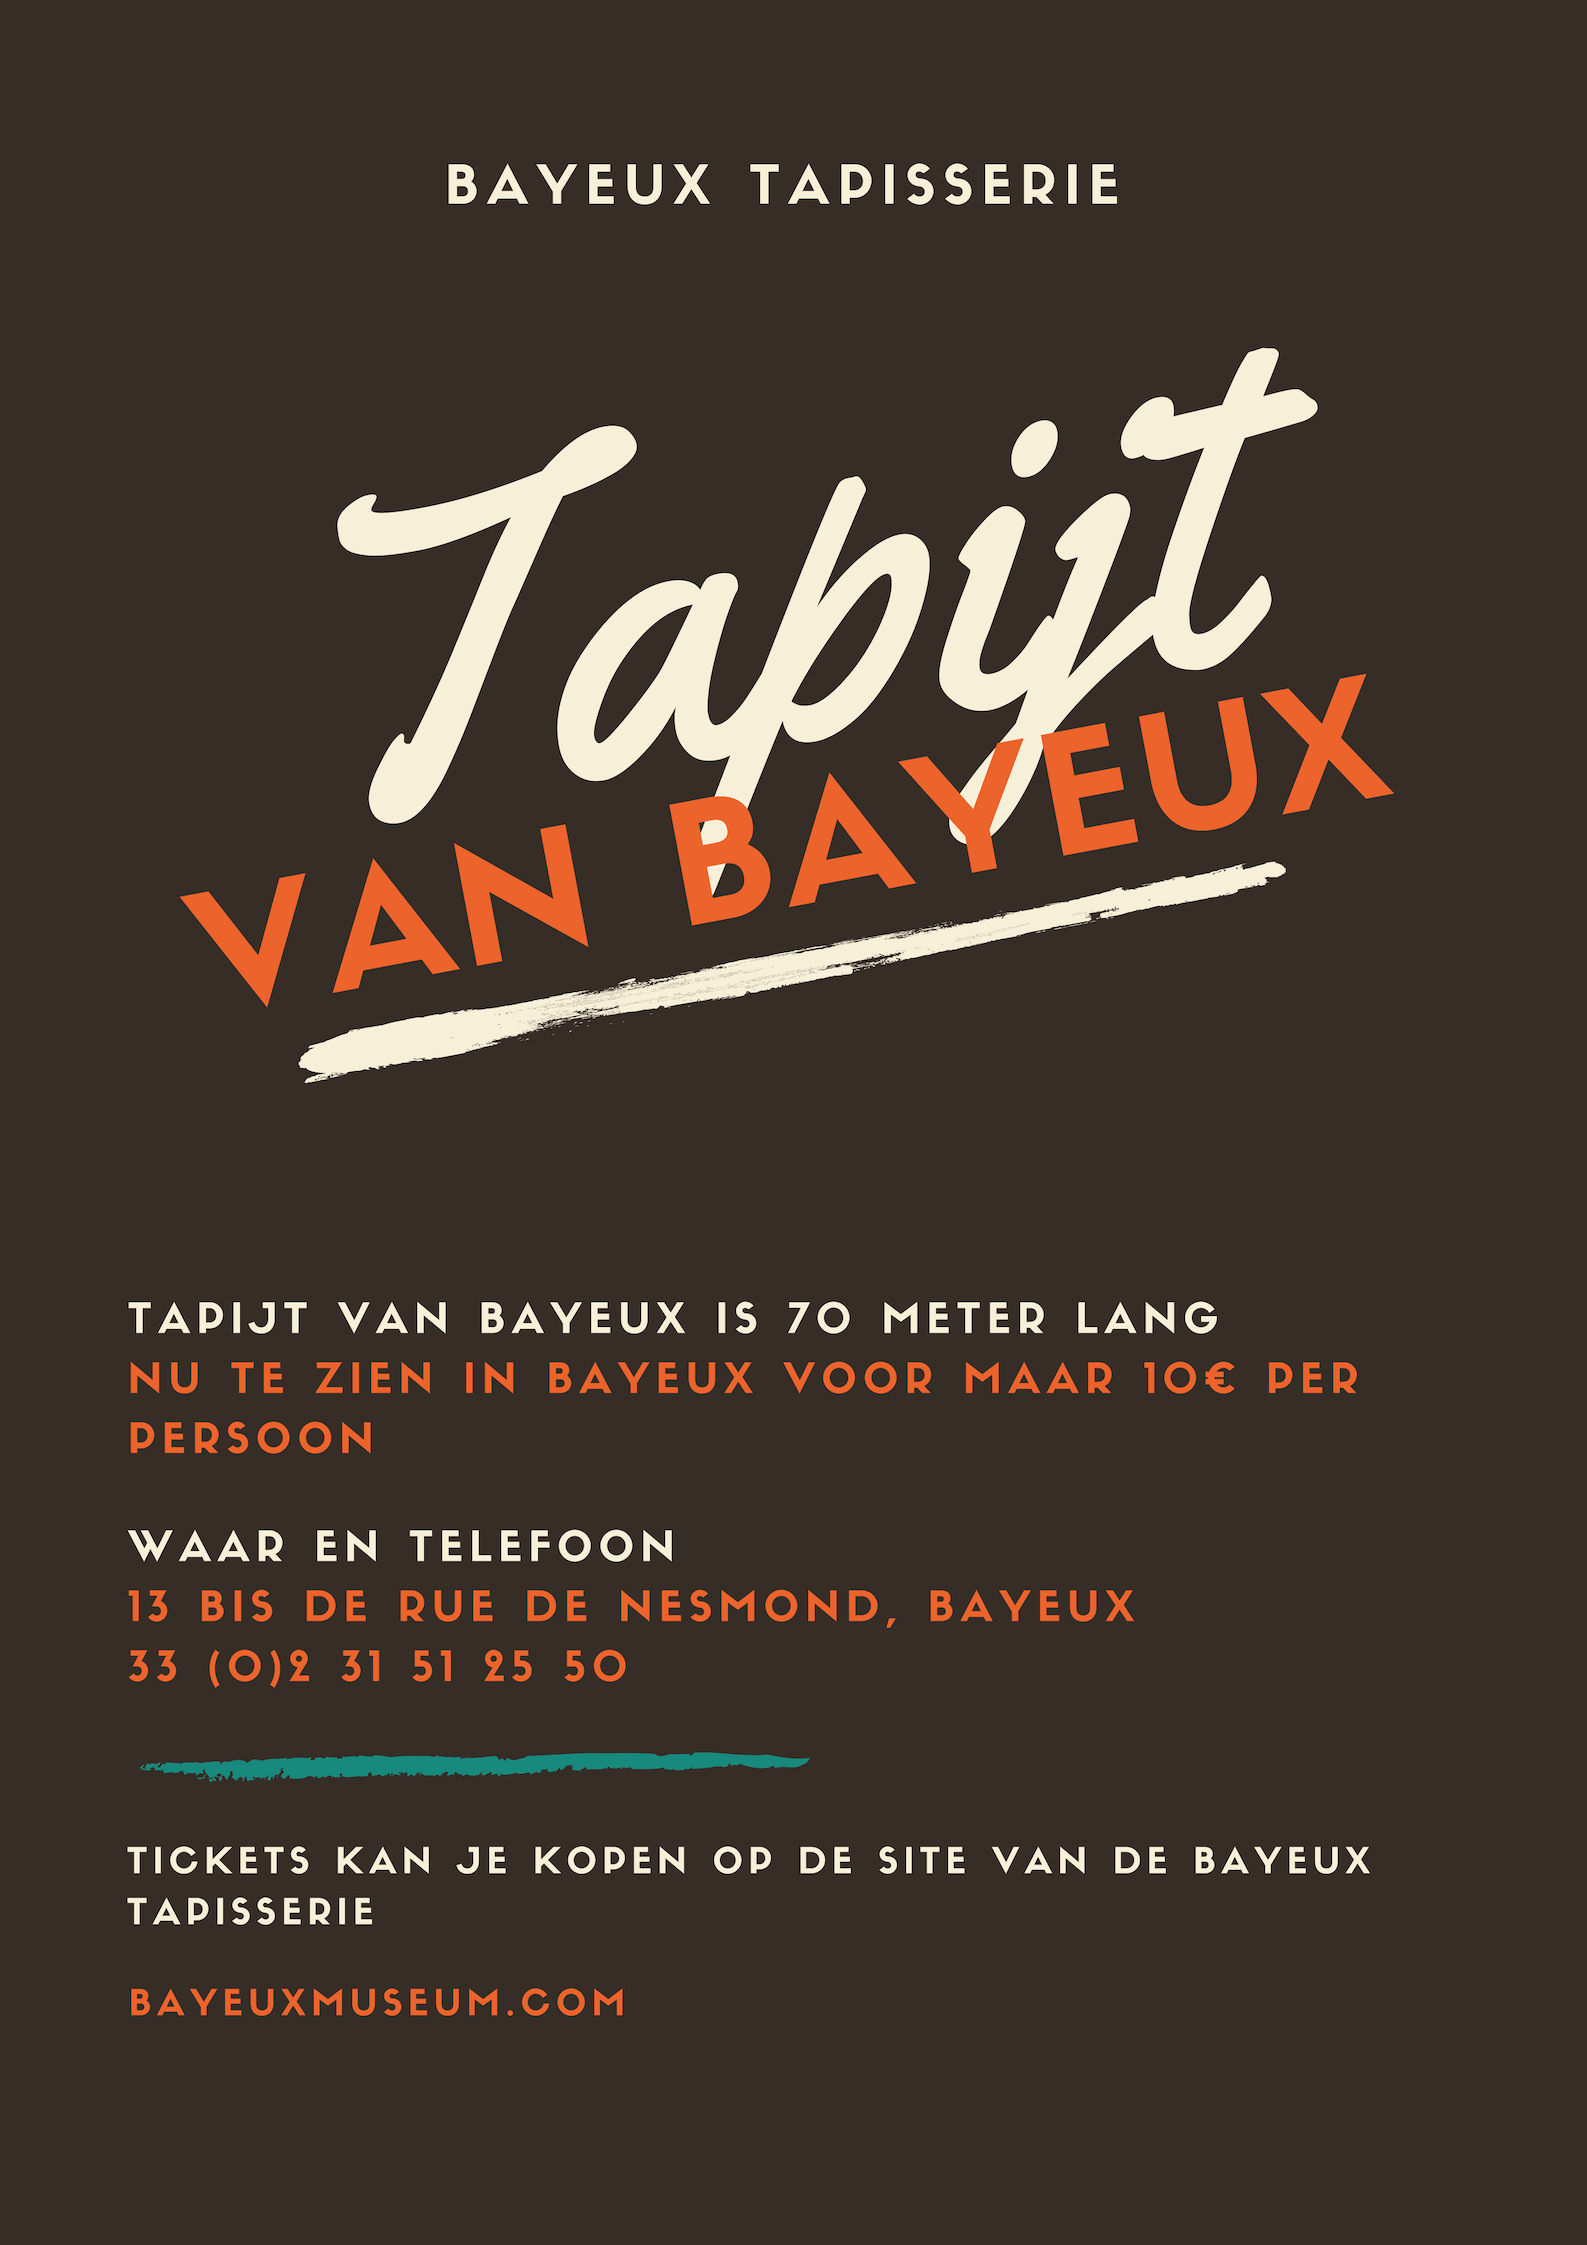 BAYEUX TAPISSERIE
Tapijt
VAN BAYEUX
TAPIJT VAN BAYEUX IS 70 METER LANG
NU TE ZIEN IN BAYEUX VOOR MAAR 10€ PER
PERSOON
WAAR EN TELEFOON
13 BIS DE RUE DE NESMOND, BAYEUX
33 (0)2 31 51 25 50
TICKETS KAN JE KOPEN OP DE SITE VAN DE BAYEUX
TAPISSERIE
BAYEUXMUSEUM.COM